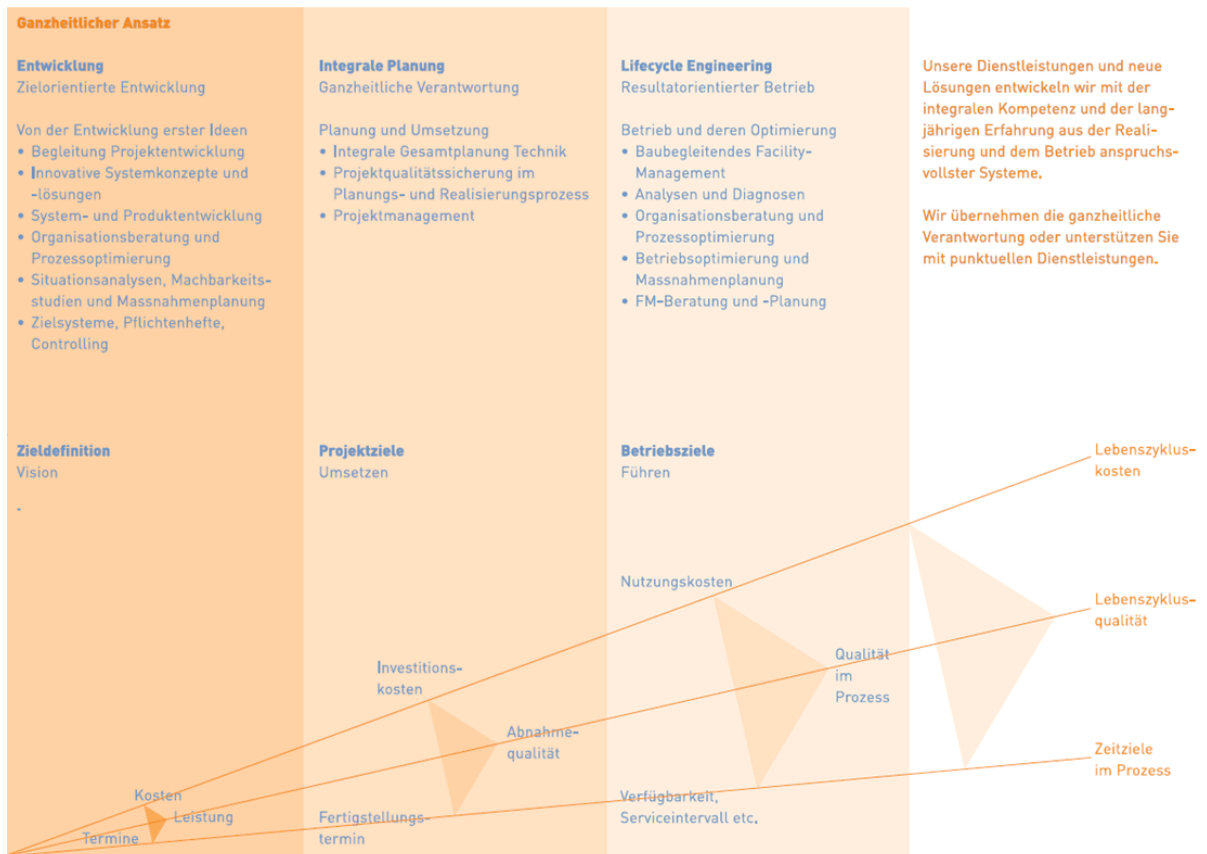 Ganzheitlicher Ansatz
Entwicklung
Zielorientierte Entwicklung
Von der Entwicklung erster Ideen
• Begleitung Projektentwicklung
• Innovative Systemkonzepte und
-lösungen
• System- und Produktentwicklung
• Organisationsberatung und
Prozessoptimierung
• Situationsanalysen, Machbarkeits-
studien und Massnahmenplanung
• Zielsysteme, Pflichtenhefte,
Controlling
Integrale Planung
Ganzheitliche Verantwortung
Planung und Umsetzung
• Integrale Gesamtplanung Technik
• Projektqualitätssicherung im
Planungs- und Realisierungsprozess
• Projektmanagement
Lifecycle Engineering
Resultatorientierter Betrieb
Betrieb und deren Optimierung
• Baubegleitendes Facility-
Management
• Analysen und Diagnosen
• Organisationsberatung und
Prozessoptimierung
• Betriebsoptimierung und
Massnahmenplanung
• FM-Beratung und -Planung
Unsere Dienstleistungen und neue
Lösungen entwickeln wir mit der
integralen Kompetenz und der lang-
jährigen Erfahrung aus der Reali-
sierung und dem Betrieb anspruchs-
vollster Systeme.
Wir übernehmen die ganzheitliche
Verantwortung oder unterstützen Sie
mit punktuellen Dienstleistungen.
Zieldefinition
Vision
-
Projektziele
Umsetzen
Betriebsziele
Führen
Lebenszyklus-
kosten
Nutzungskosten
Lebenszyklus-
qualität
Investitions-
kosten
Qualität
im
Prozess
Abnahme-
qualität
Zeitziele
im Prozess
Kosten
Leistung
Termine
Fertigstellungs-
termin
Verfügbarkeit,
Serviceintervall etc.